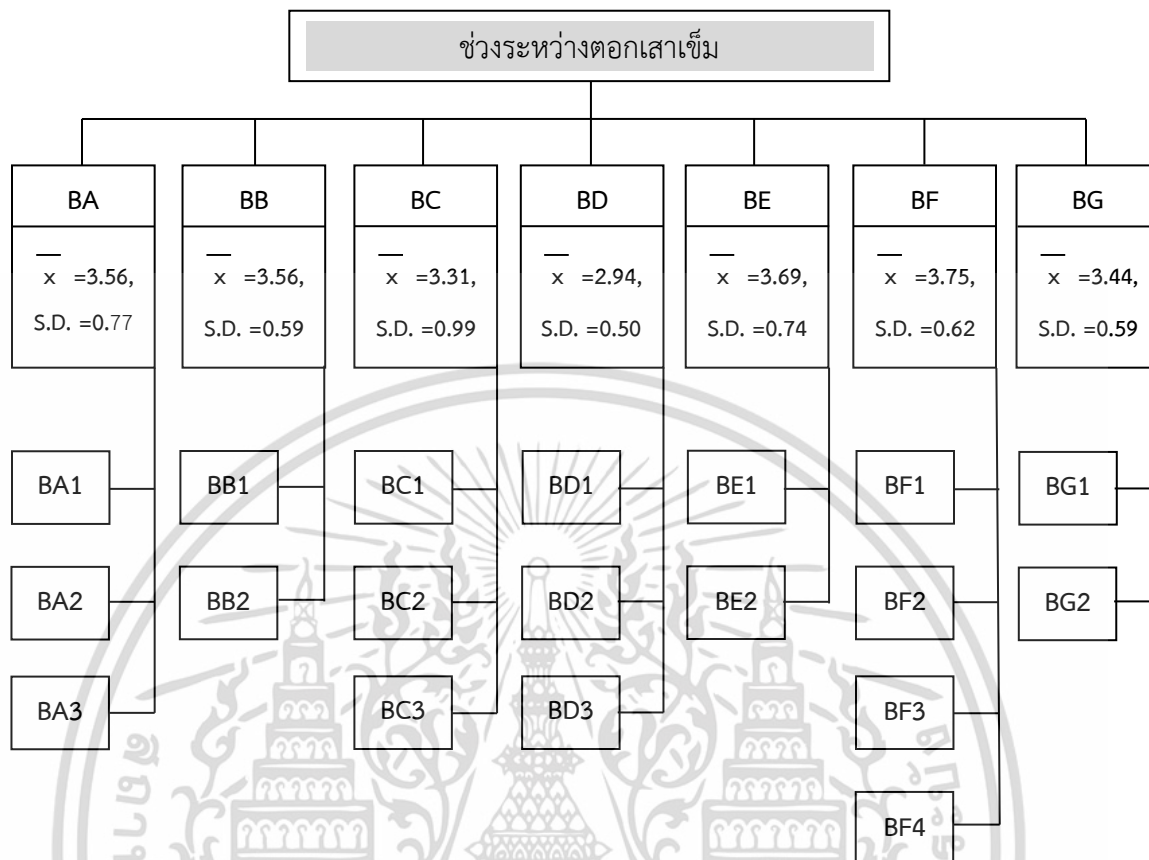 ช่วงระหว่างตอกเสาเข็ม
BA
BB
BC
BD
BE
BF
BG
x̄ =3.56,
S.D. =0.77
x̄ =3.56,
S.D. =0.59
x̄ =3.31,
S.D. =0.99
x̄ =2.94,
S.D. =0.50
x̄ =3.69,
S.D. =0.74
x̄ =3.75,
S.D. =0.62
x̄ =3.44,
S.D. =0.59
BA1
BB1
BC1
BD1
BE1
BF1
BG1
BA2
BB2
BC2
BD2
BE2
BF2
BG2
BA3
BC3
BD3
BF3
BF4